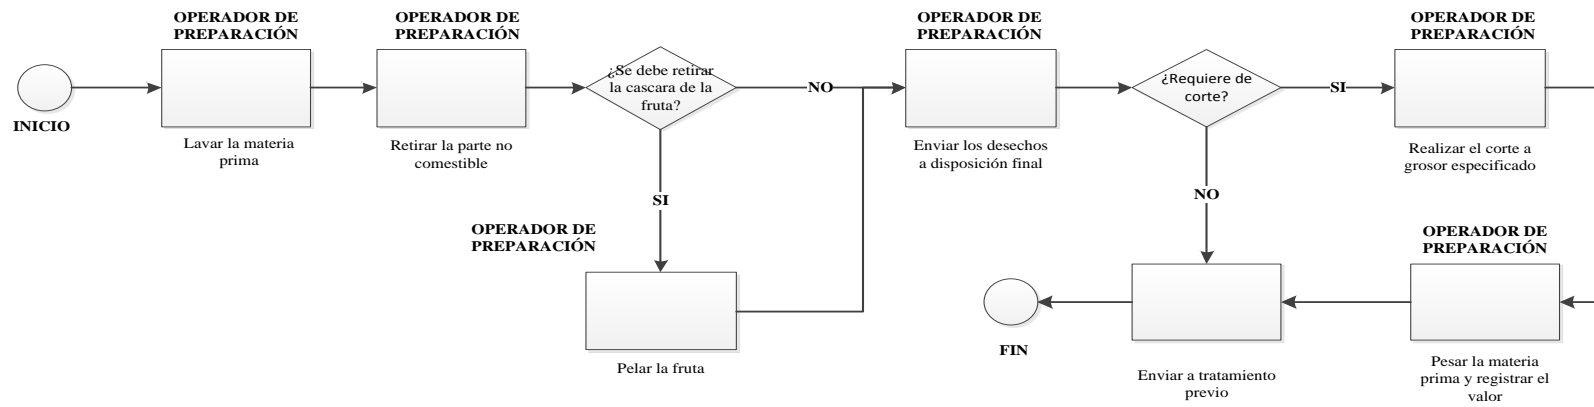 INICIO
OPERADOR DE
PREPARACIÓN
Lavar la materia
prima
OPERADOR DE
PREPARACIÓN
Retirar la parte no
comestible
¿Se debe retirar
la cascara de la
fruta?
NO
SI
OPERADOR DE
PREPARACIÓN
Pelar la fruta
OPERADOR DE
PREPARACIÓN
Enviar los desechos
a disposición final
¿Requiere de
corte?
SI
NO
OPERADOR DE
PREPARACIÓN
Realizar el corte a
grosor especificado
OPERADOR DE
PREPARACIÓN
Pesar la materia
prima y registrar el
valor
Enviar a tratamiento
previo
FIN